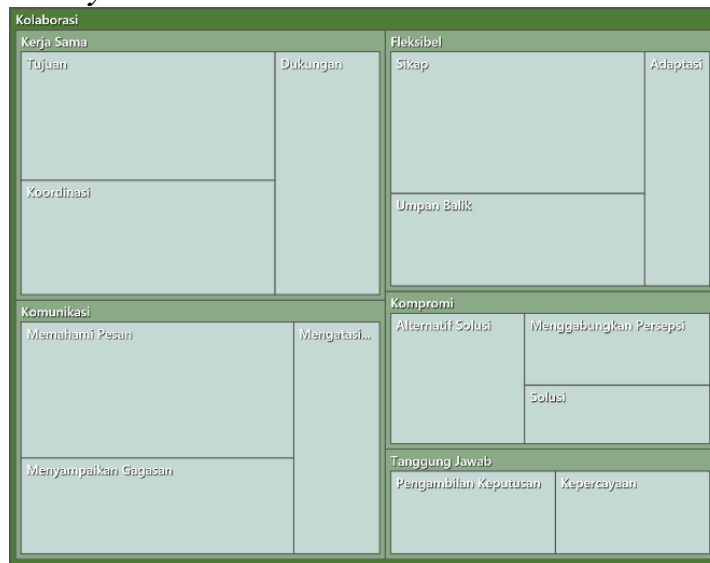 Kolaborasi
Kerja Sama
Tujuan
Dukungan
Koordinasi
Fleksibel
Sikap
Adaptasi
Umpan Balik
Komunikasi
Memahami Pesan
Mengatasi...
Menyampaikan Gagasan
Kompromi
Alternatif Solusi
Menggabungkan Persepsi
Solusi
Tanggung Jawab
Pengambilan Keputusan
Kepercayaan